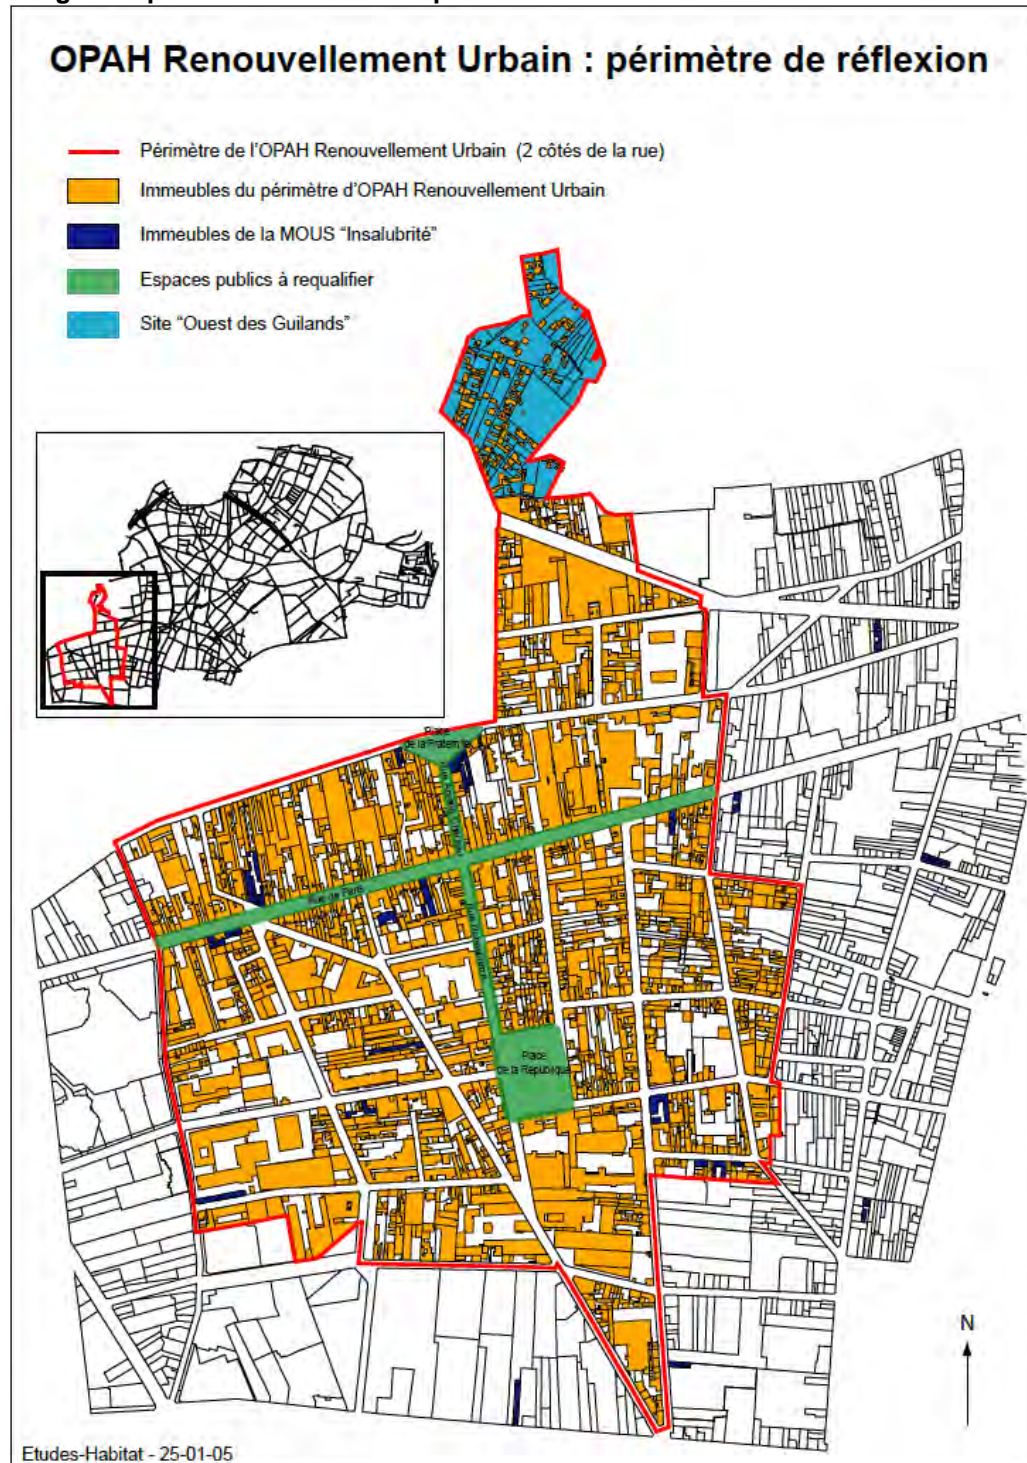 OPAH Renouvellement Urbain : périmètre de réflexion
Périmètre de l'OPAH Renouvellement Urbain (2 côtés de la rue)
Immeubles du périmètre d'OPAH Renouvellement Urbain
Immeubles de la MOUS "Insalubrité"
Espaces publics à requalifier
Site "Ouest des Guilands"
Place
de la Fraternité
Rue de Paris
Place
de la République
N
Etudes-Habitat - 25-01-05